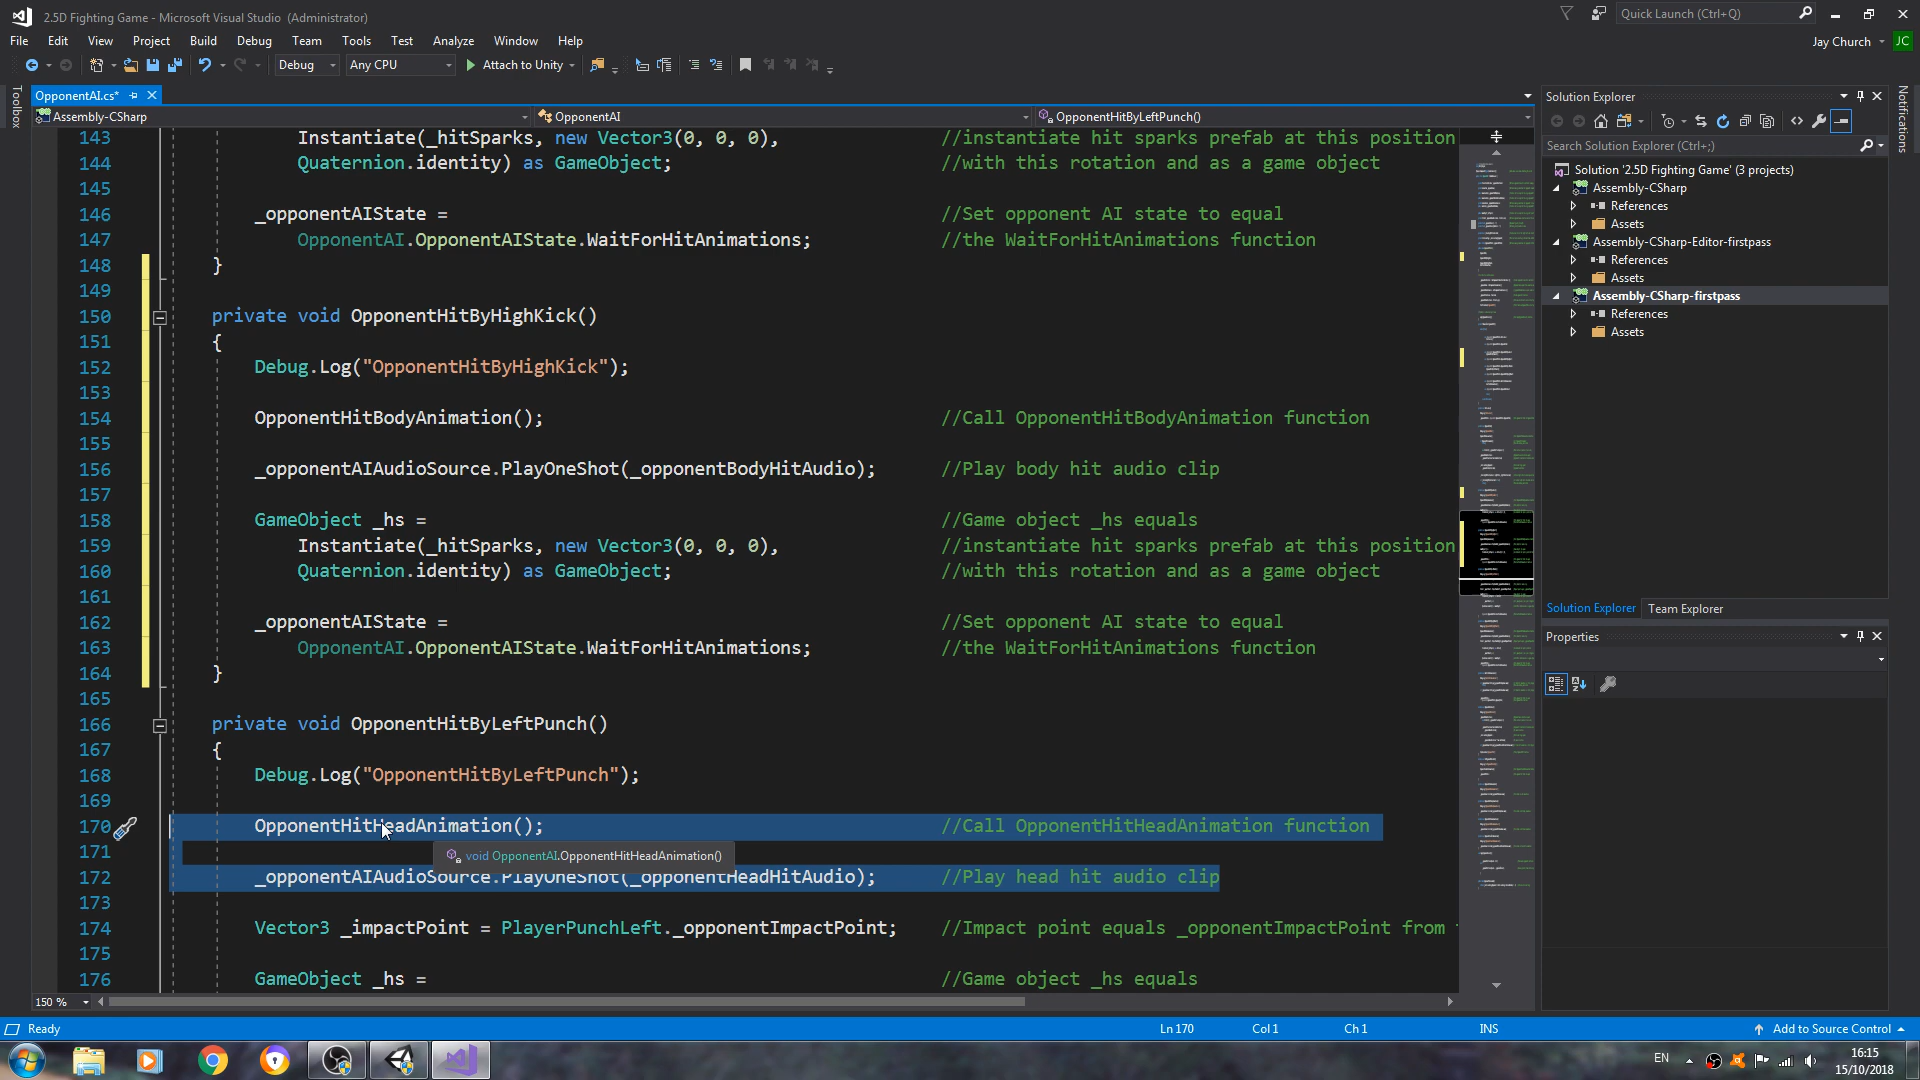 2.5D Fighting Game - Microsoft Visual Studio (Administrator)
Quick Launch (Ctrl+Q)
File Edit View Project Build Debug Team Tools Test Analyze Window Help
Jay Church JC
Debug Any CPU Attach to Unity
Toolbox
OpponentAI.cs*
Assembly-CSharp OpponentAI OpponentHitByLeftPunch()
143 Instantiate(_hitSparks, new Vector3(0, 0, 0), //instantiate hit sparks prefab at this position
144 Quaternion.identity) as GameObject; //with this rotation and as a game object
145
146 _opponentAIState = //Set opponent AI state to equal
147 OpponentAI.OpponentAIState.WaitForHitAnimations; //the WaitForHitAnimations function
148 }
149
150 private void OpponentHitByHighKick()
151 {
152 Debug.Log("OpponentHitByHighKick");
153
154 OpponentHitBodyAnimation(); //Call OpponentHitBodyAnimation function
155
156 _opponentAIAudioSource.PlayOneShot(_opponentBodyHitAudio); //Play body hit audio clip
157
158 GameObject _hs = //Game object _hs equals
159 Instantiate(_hitSparks, new Vector3(0, 0, 0), //instantiate hit sparks prefab at this position
160 Quaternion.identity) as GameObject; //with this rotation and as a game object
161
162 _opponentAIState = //Set opponent AI state to equal
163 OpponentAI.OpponentAIState.WaitForHitAnimations; //the WaitForHitAnimations function
164 }
165
166 private void OpponentHitByLeftPunch()
167 {
168 Debug.Log("OpponentHitByLeftPunch");
169
170 OpponentHitHeadAnimation(); //Call OpponentHitHeadAnimation function
171
void OpponentAI.OpponentHitHeadAnimation()
172 _opponentAIAudioSource.PlayOneShot(_opponentHeadHitAudio); //Play head hit audio clip
173
174 Vector3 _impactPoint = PlayerPunchLeft._opponentImpactPoint; //Impact point equals _opponentImpactPoint from
175
176 GameObject _hs = //Game object _hs equals
150 %
Solution Explorer
Search Solution Explorer (Ctrl+;)
Solution '2.5D Fighting Game' (3 projects)
Assembly-CSharp
References
Assets
Assembly-CSharp-Editor-firstpass
References
Assets
Assembly-CSharp-firstpass
References
Assets
Solution Explorer Team Explorer
Properties
Notifications
Ready Ln 170 Col 1 Ch 1 INS Add to Source Control
EN
16:15
15/10/2018